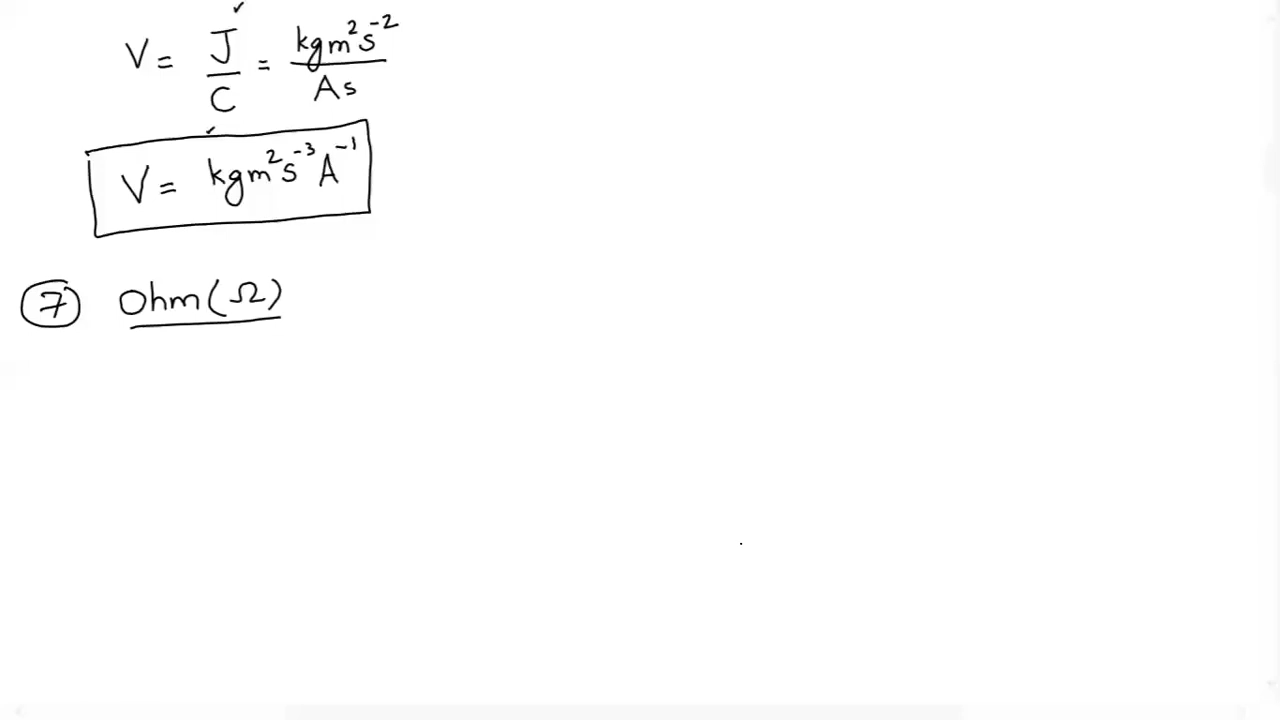 V = J/C = kgm²s⁻²/As
V = kgm²s⁻³A⁻¹
7 Ohm(Ω)